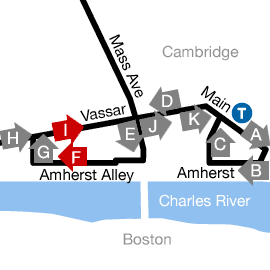 Mass Ave
Cambridge
Vassar
Main
T
D
K
A
H
I
E
J
C
G
F
B
Amherst Alley
Amherst
Charles River
Boston